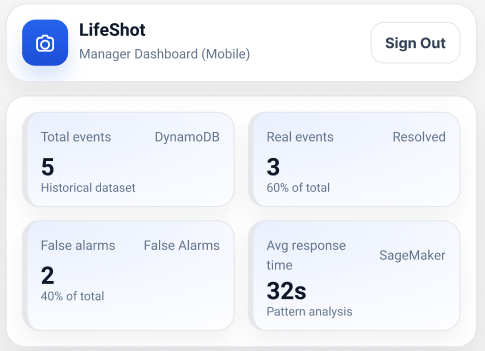 LifeShot
Manager Dashboard (Mobile)
Sign Out
Total events DynamoDB
5
Historical dataset
Real events Resolved
3
60% of total
False alarms False Alarms
2
40% of total
Avg response
time
SageMaker
32s
Pattern analysis